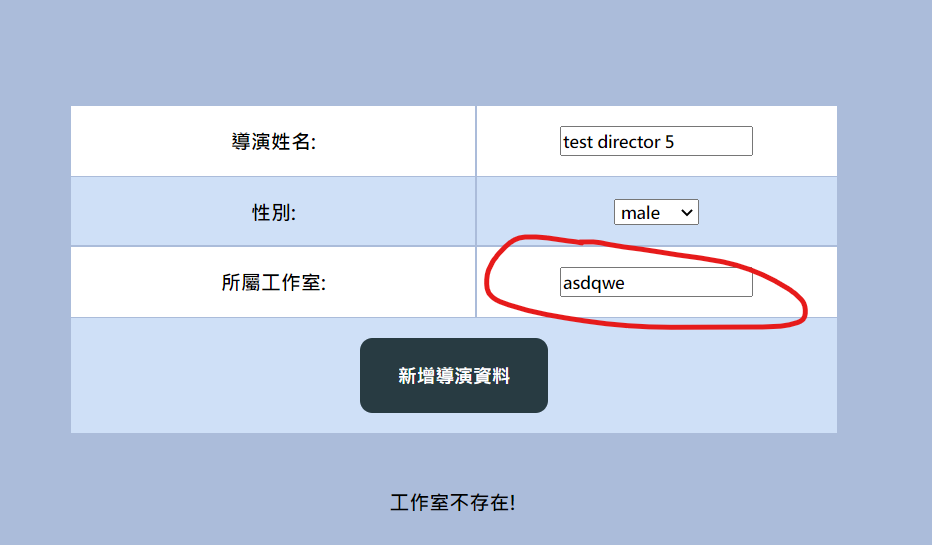 導演姓名: test director 5
性別: male
所屬工作室: asdqwe
新增導演資料
工作室不存在!